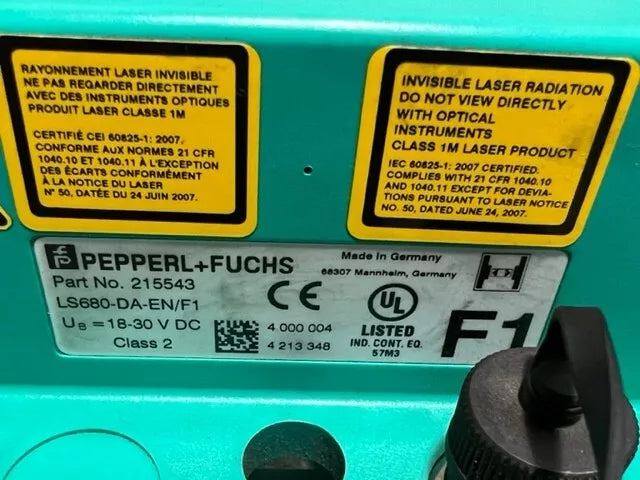 RAYONNEMENT LASER INVISIBLE
NE PAS REGARDER DIRECTEMENT
AVEC DES INSTRUMENTS OPTIQUES
PRODUIT LASER CLASSE 1M
CERTIFIÉ CEI 60825-1: 2007,
CONFORME AUX NORMES 21 CFR
1040.10 ET 1040.11 À L'EXCEPTION
DES ÉCARTS CONFORMÉMENT
À LA NOTICE DU LASER
N° 50, DATÉE DU 24 JUIN 2007.
INVISIBLE LASER RADIATION
DO NOT VIEW DIRECTLY
WITH OPTICAL
INSTRUMENTS
CLASS 1M LASER PRODUCT
IEC 60825-1: 2007 CERTIFIED.
COMPLIES WITH 21 CFR 1040.10
AND 1040.11 EXCEPT FOR DEVIA-
TIONS PURSUANT TO LASER NOTICE
NO. 50, DATED JUNE 24, 2007.
PEPPERL+FUCHS
Part No. 215543
LS680-DA-EN/F1
UB = 18-30 V DC
Class 2
CE
4 000 004
4 213 348
Made in Germany
68307 Mannheim, Germany
UL
LISTED
IND. CONT. EQ.
57M3
F1